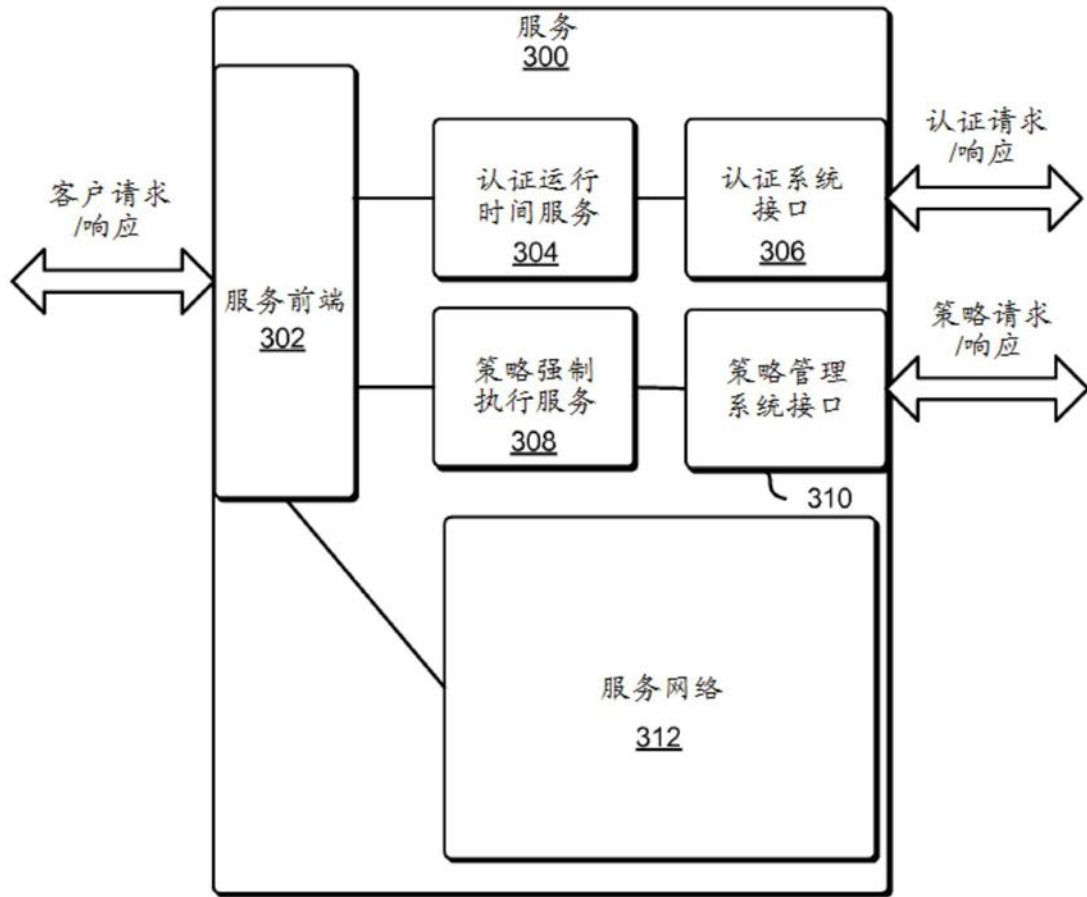 服务
300
客户请求
/响应
服务前端
302
认证运行
时间服务
304
认证系统
接口
306
认证请求
/响应
策略强制
执行服务
308
策略管理
系统接口
310
策略请求
/响应
服务网络
312